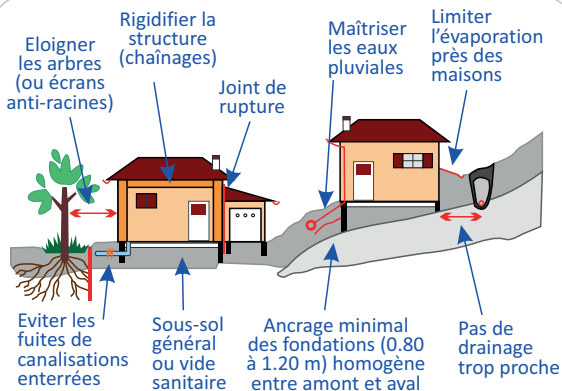 Eloigner
les arbres
(ou écrans
anti-racines)
Rigidifier la
structure
(chaînages)
Joint de
rupture
Maîtriser
les eaux
pluviales
Limiter
l'évaporation
près des
maisons
Eviter les
fuites de
canalisations
enterrées
Sous-sol
général
ou vide
sanitaire
Ancrage minimal
des fondations (0.80
à 1.20 m) homogène
entre amont et aval
Pas de
drainage
trop proche